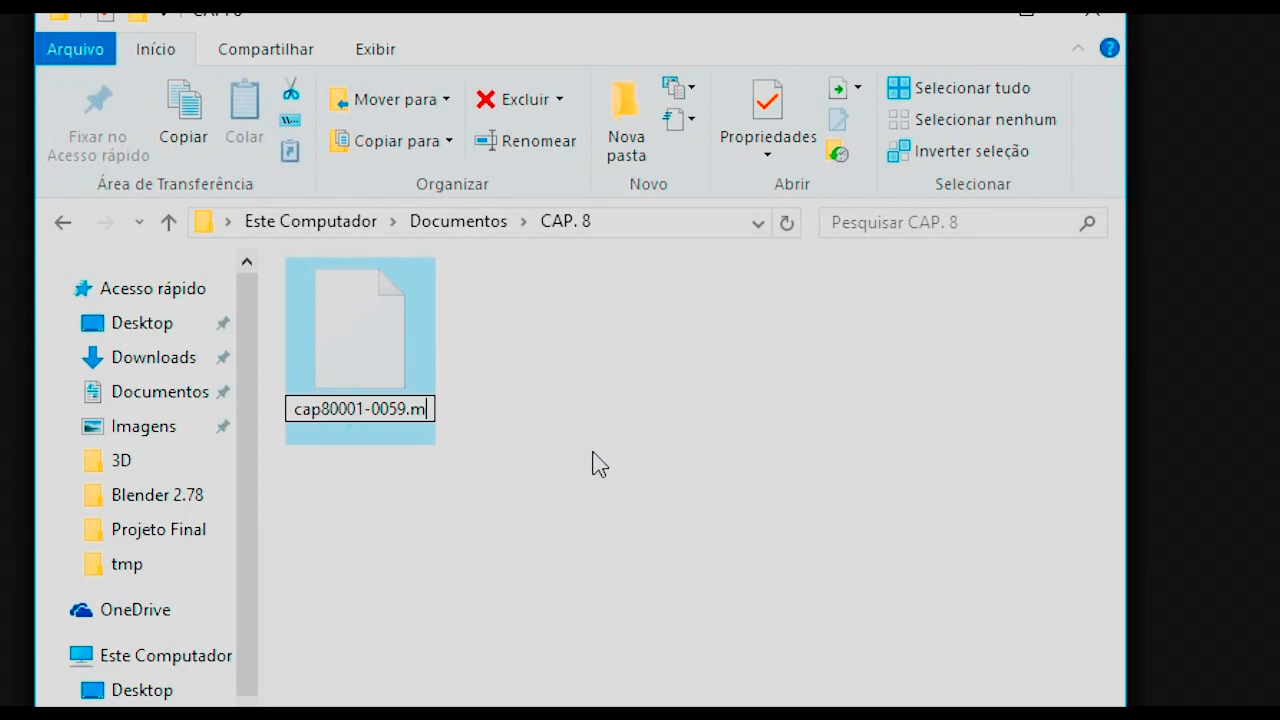 CAP. 8
Arquivo Início Compartilhar Exibir
Fixar no
Acesso rápido
Copiar
Colar
Mover para
Copiar para
Excluir
Renomear
Nova
pasta
Propriedades
Selecionar tudo
Selecionar nenhum
Inverter seleção
Área de Transferência Organizar Novo Abrir Selecionar
Este Computador Documentos CAP. 8
Pesquisar CAP. 8
Acesso rápido
Desktop
Downloads
Documentos
Imagens
3D
Blender 2.78
Projeto Final
tmp
OneDrive
Este Computador
Desktop
cap80001-0059.m